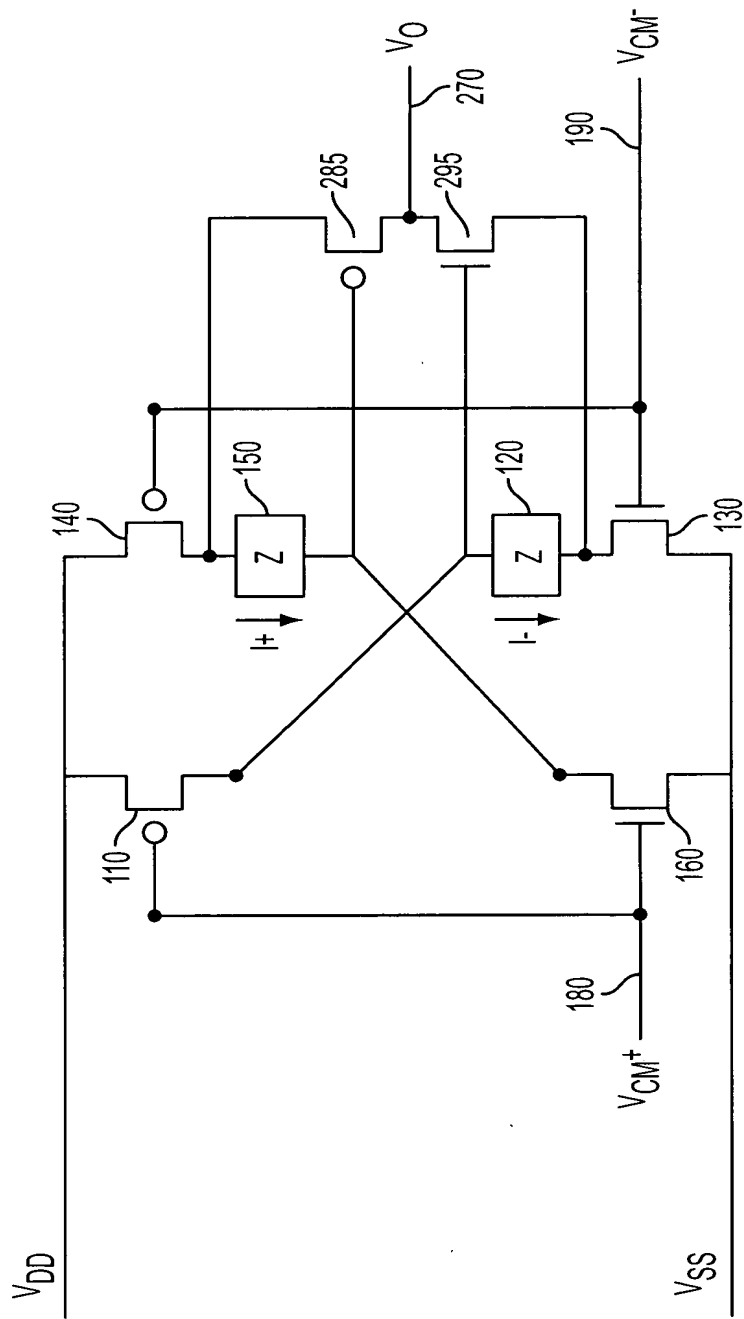 V_DD
110
140
150
Z
I+
285
V_O
270
295
120
Z
I-
V_CM^+
180
160
130
190
V_CM^-
V_SS